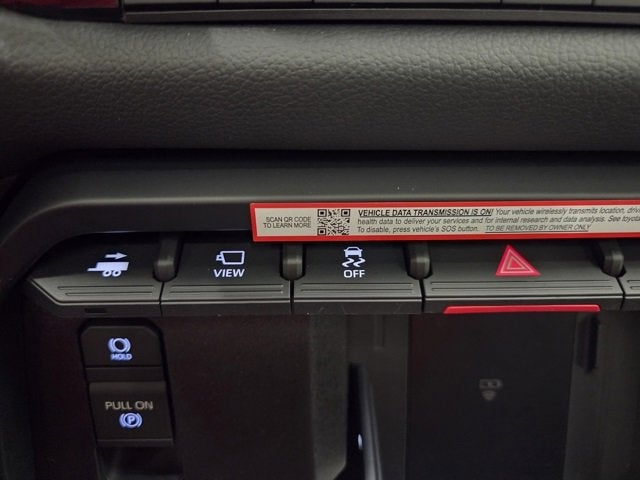 SCAN QR CODE
TO LEARN MORE
VEHICLE DATA TRANSMISSION IS ON! Your vehicle wirelessly transmits location, driv
health data to deliver your services and for internal research and data analysis. See toyota
To disable, press vehicle's SOS button. TO BE REMOVED BY OWNER ONLY
VIEW
OFF
HOLD
PULL ON
P